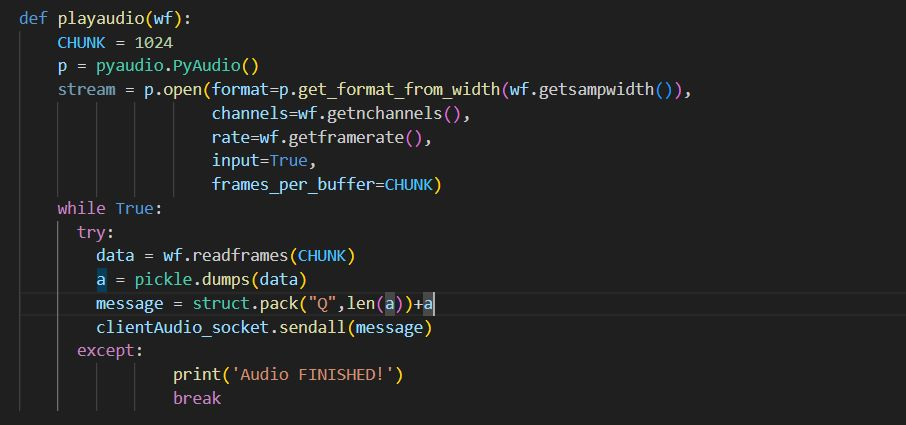 def playaudio(wf):
    CHUNK = 1024
    p = pyaudio.PyAudio()
    stream = p.open(format=p.get_format_from_width(wf.getsampwidth()),
                    channels=wf.getnchannels(),
                    rate=wf.getframerate(),
                    input=True,
                    frames_per_buffer=CHUNK)
    while True:
      try:
        data = wf.readframes(CHUNK)
        a = pickle.dumps(data)
        message = struct.pack("Q",len(a))+a
        clientAudio_socket.sendall(message)
      except:
                print('Audio FINISHED!')
                break